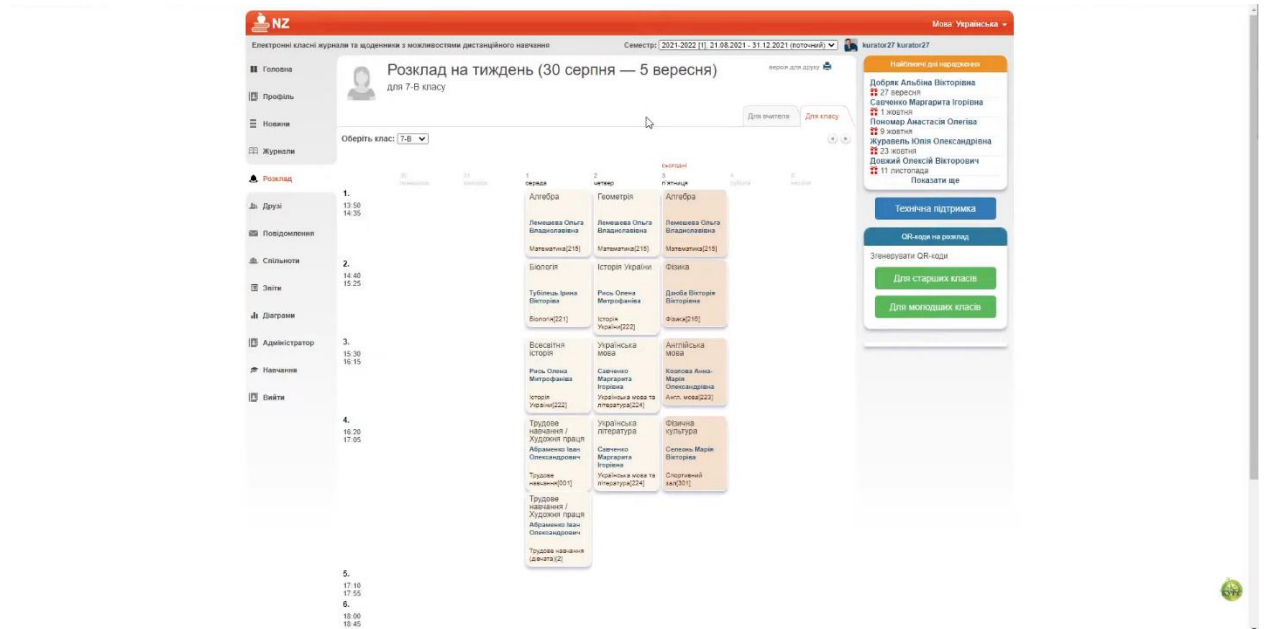 NZ
Мова Українська
Електронні класні журнали та щоденники з можливостями дистанційного навчання
Семестр: 2021-2022 [1], 21.08.2021 - 31.12.2021 (поточний)
kurator27 kurator27
Головна
Профіль
Новини
Журнали
Розклад
Друзі
Повідомлення
Спільноти
Звіти
Діаграми
Адміністратор
Навчання
Вийти
Розклад на тиждень (30 серпня — 5 вересня)
для 7-В класу
версія для друку
Для вчителя
Для класу
Оберіть клас: 7-В
сьогодні
1
середа
2
четвер
3
п'ятниця
4
субота
5
неділя
1.
13:50
14:35
Алгебра
Лемешева Ольга
Владиславівна
Математика[215]
Геометрія
Лемешева Ольга
Владиславівна
Математика[215]
Алгебра
Лемешева Ольга
Владиславівна
Математика[215]
2.
14:40
15:25
Біологія
Тубілець Ірина
Вікторівна
Біологія[221]
Історія України
Рись Олена
Митрофанівна
Історія
України[222]
Фізика
Дзюба Вікторія
Вікторівна
Фізика[216]
3.
15:30
16:15
Всесвітня
історія
Рись Олена
Митрофанівна
Історія
України[222]
Українська
мова
Савченко
Маргарита
Ігорівна
Українська мова та
література[224]
Англійська
мова
Козлова Анна-
Марія
Олександрівна
Англ. мова[223]
4.
16:20
17:05
Трудове
навчання /
Художня праця
Абраменко Іван
Олександрович
Трудове
навчання[001]
Українська
література
Савченко
Маргарита
Ігорівна
Українська мова та
література[224]
Фізична
культура
Селезнь Марія
Вікторівна
Спортивний
зал[301]
Трудове
навчання /
Художня праця
Абраменко Іван
Олександрович
Трудове навчання
(дівчата)[2]
5.
17:10
17:55
6.
18:00
18:45
Найближчі дні народження
Добряк Альбіна Вікторівна
27 вересня
Савченко Маргарита Ігорівна
1 жовтня
Пономар Анастасія Олегівна
9 жовтня
Журавель Юлія Олександрівна
23 жовтня
Довжий Олексій Вікторович
11 листопада
Показати ще
Технічна підтримка
QR-коди на розклад
Згенерувати QR-коди
Для старших класів
Для молодших класів